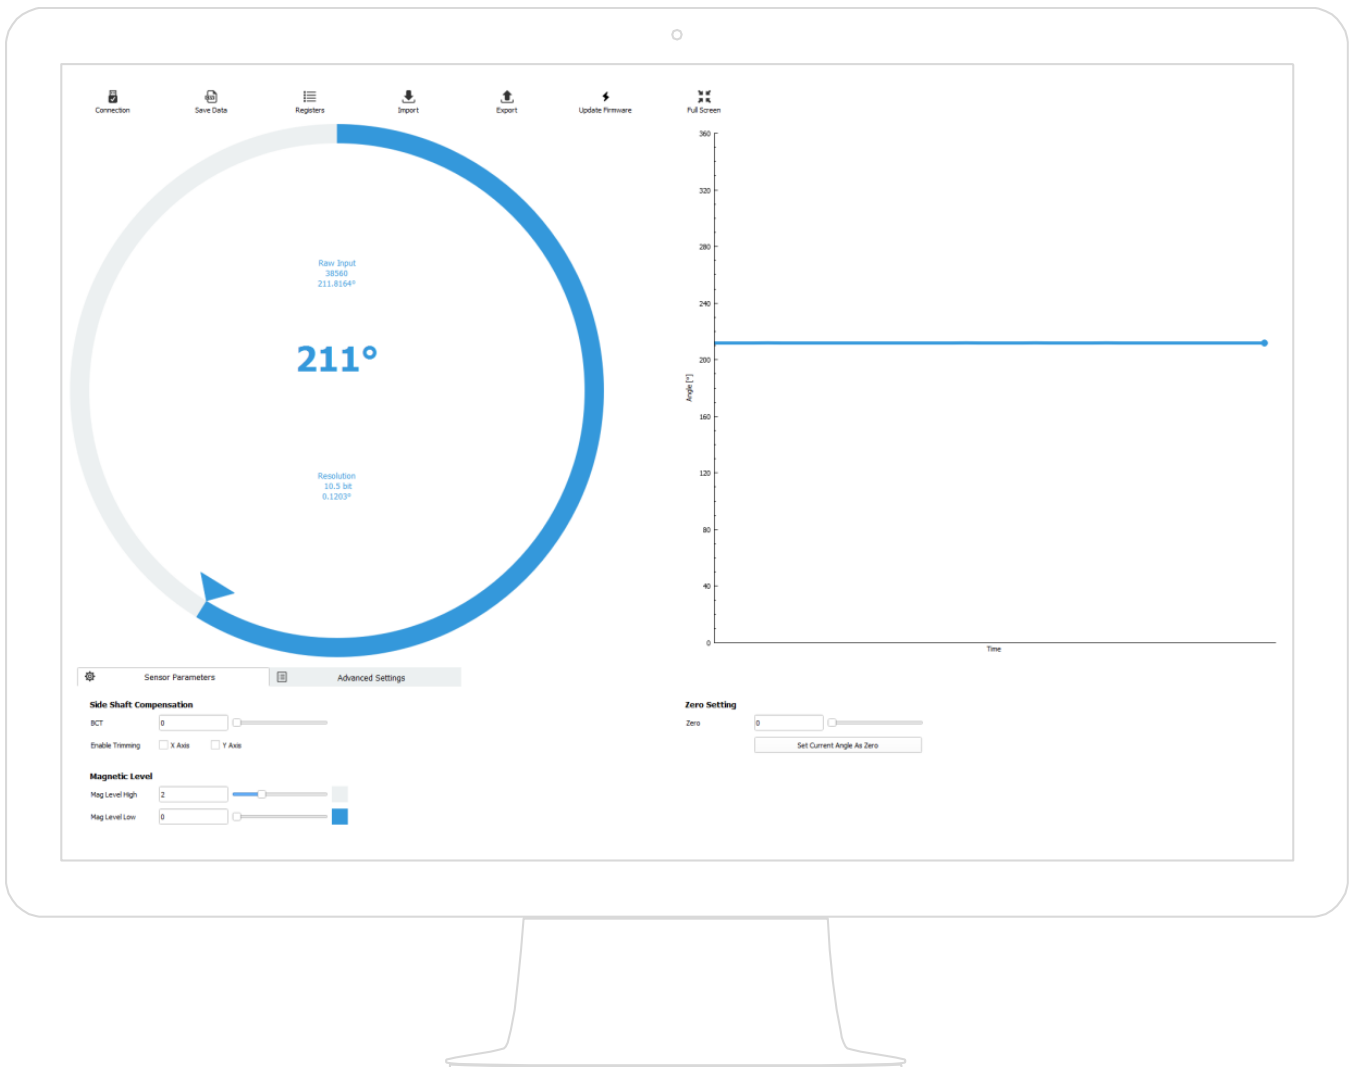 Connection
Save Data
Registers
Import
Export
Update Firmware
Full Screen
Raw Input
38560
211.8164°
211°
Resolution
10.5 bit
0.1203°
360
320
280
240
200
160
120
80
40
0
Angle [°]
Time
Sensor Parameters
Advanced Settings
Side Shaft Compensation
BCT
0
Enable Trimming
X Axis
Y Axis
Magnetic Level
Mag Level High
2
Mag Level Low
0
Zero Setting
Zero
0
Set Current Angle As Zero